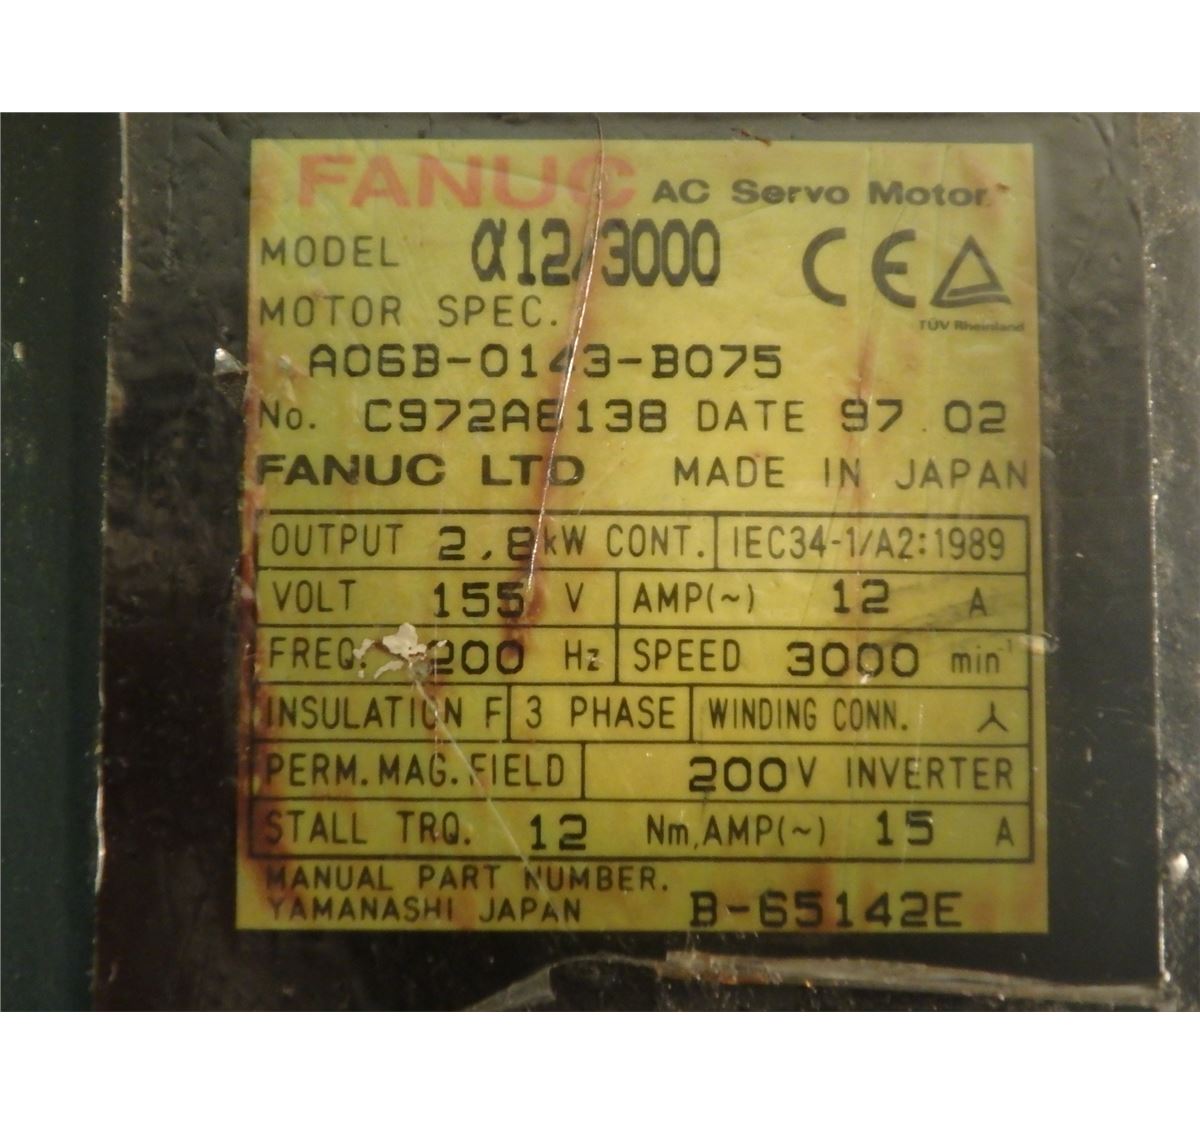 FANUC AC Servo Motor
MODEL α12/3000
CE
TÜV Rheinland
MOTOR SPEC.
A06B-0143-B075
No. C972A6138 DATE 97.02
FANUC LTD MADE IN JAPAN
OUTPUT 2.8kW CONT. IEC34-1/A2:1989
VOLT 155 V AMP(~) 12 A
FREQ. 200 Hz SPEED 3000 min⁻¹
INSULATION F 3 PHASE WINDING CONN.
PERM.MAG.FIELD 200V INVERTER
STALL TRQ. 12 Nm,AMP(~) 15 A
MANUAL PART NUMBER.
YAMANASHI JAPAN B-65142E